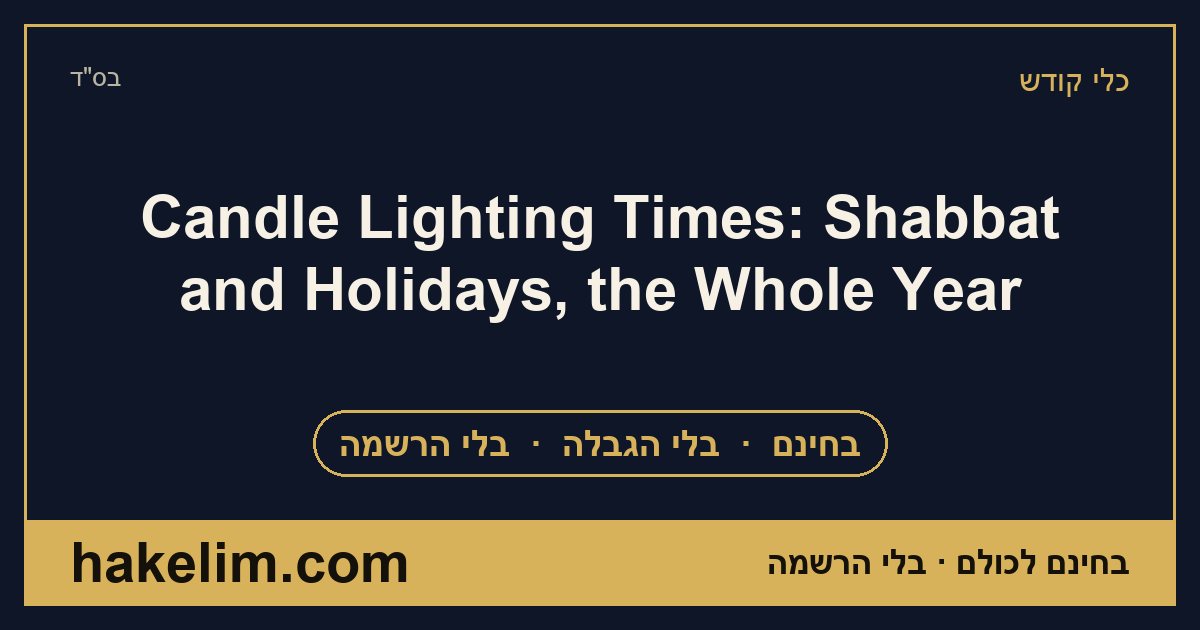 כלי קודש
בס"ד
Candle Lighting Times: Shabbat
and Holidays, the Whole Year
בחינם · בלי הגבלה · בלי הרשמה
hakelim.com
בחינם לכולם · בלי הרשמה